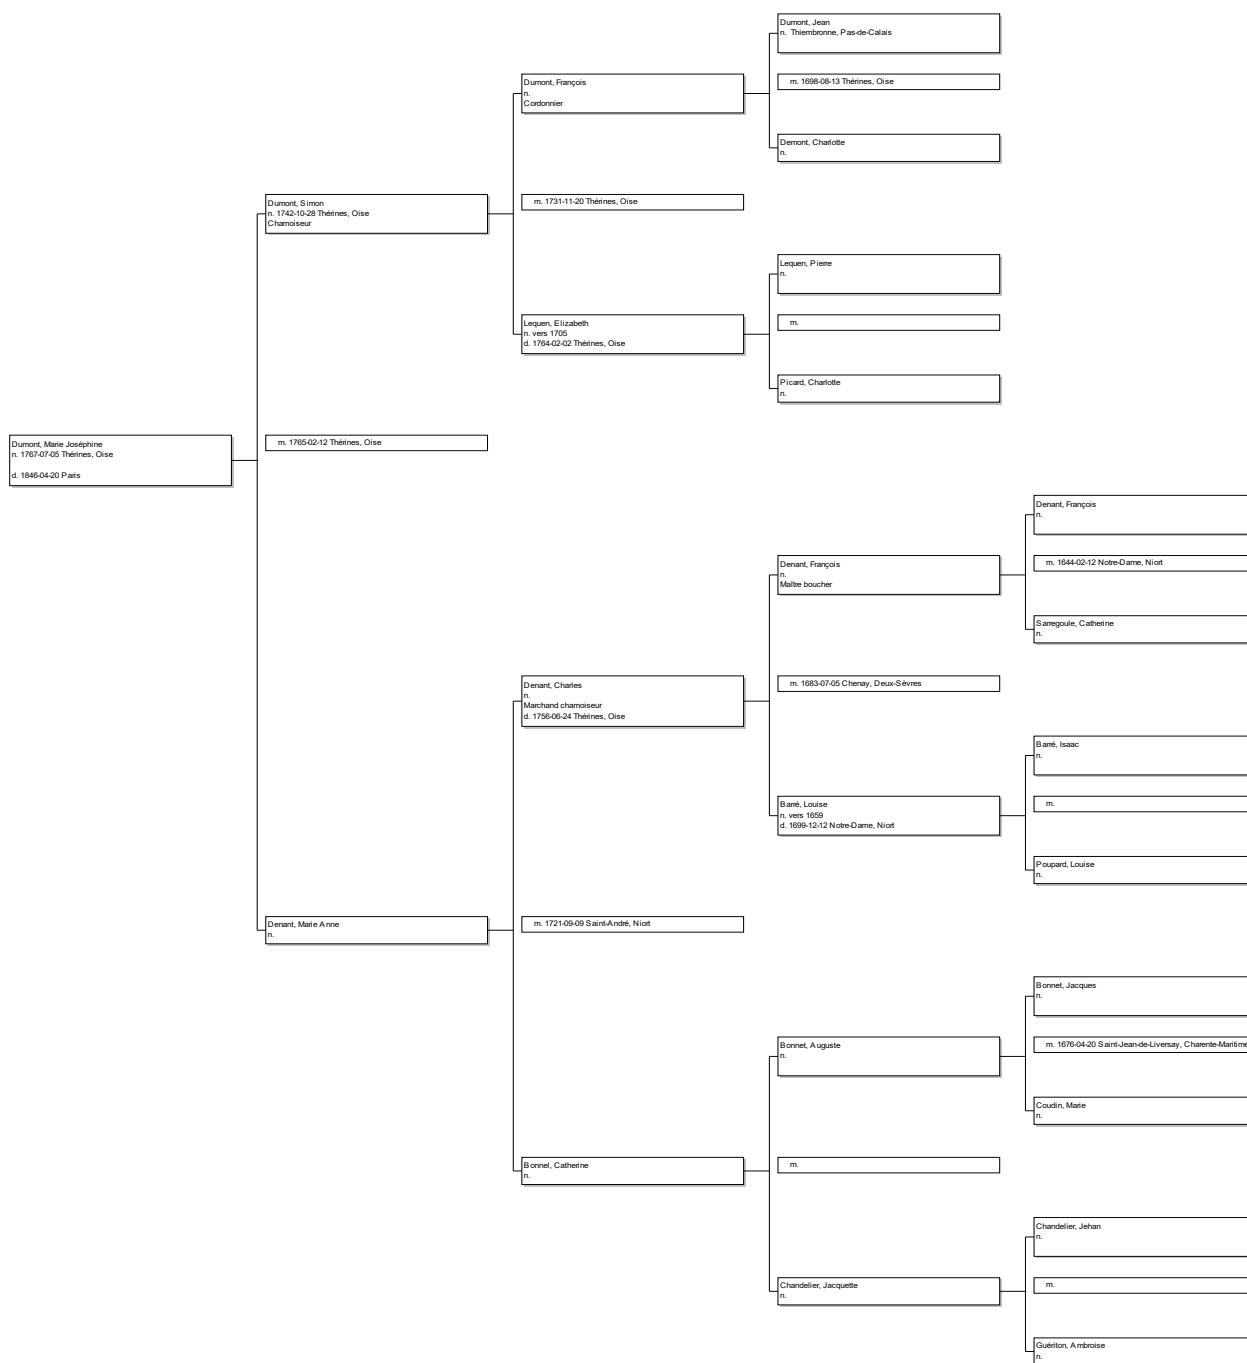 Dumont, Jean
n. Thiembronne, Pas-de-Calais
Dumont, François
n.
Cordonnier
m. 1698-08-13 Thérines, Oise
Demont, Charlotte
n.
Dumont, Simon
n. 1742-10-28 Thérines, Oise
Chamoiseur
m. 1731-11-20 Thérines, Oise
Lequen, Pierre
n.
Lequen, Elizabeth
n. vers 1705
d. 1764-02-02 Thérines, Oise
m.
Picard, Charlotte
n.
Dumont, Marie Joséphine
n. 1767-07-05 Thérines, Oise
d. 1846-04-20 Paris
m. 1765-02-12 Thérines, Oise
Denant, François
n.
Denant, François
n.
Maître boucher
m. 1644-02-12 Notre-Dame, Niort
Sarregoule, Catherine
n.
Denant, Charles
n.
Marchand chamoiseur
d. 1756-06-24 Thérines, Oise
m. 1683-07-05 Chenay, Deux-Sèvres
Barré, Isaac
n.
Barré, Louise
n. vers 1659
d. 1699-12-12 Notre-Dame, Niort
m.
Poupard, Louise
n.
Denant, Marie Anne
n.
m. 1721-09-09 Saint-André, Niort
Bonnet, Jacques
n.
Bonnet, Auguste
n.
m. 1676-04-20 Saint-Jean-de-Liversay, Charente-Maritime
Coudin, Marie
n.
Bonnel, Catherine
n.
m.
Chandelier, Jehan
n.
Chandelier, Jacquette
n.
m.
Guériton, Ambroise
n.